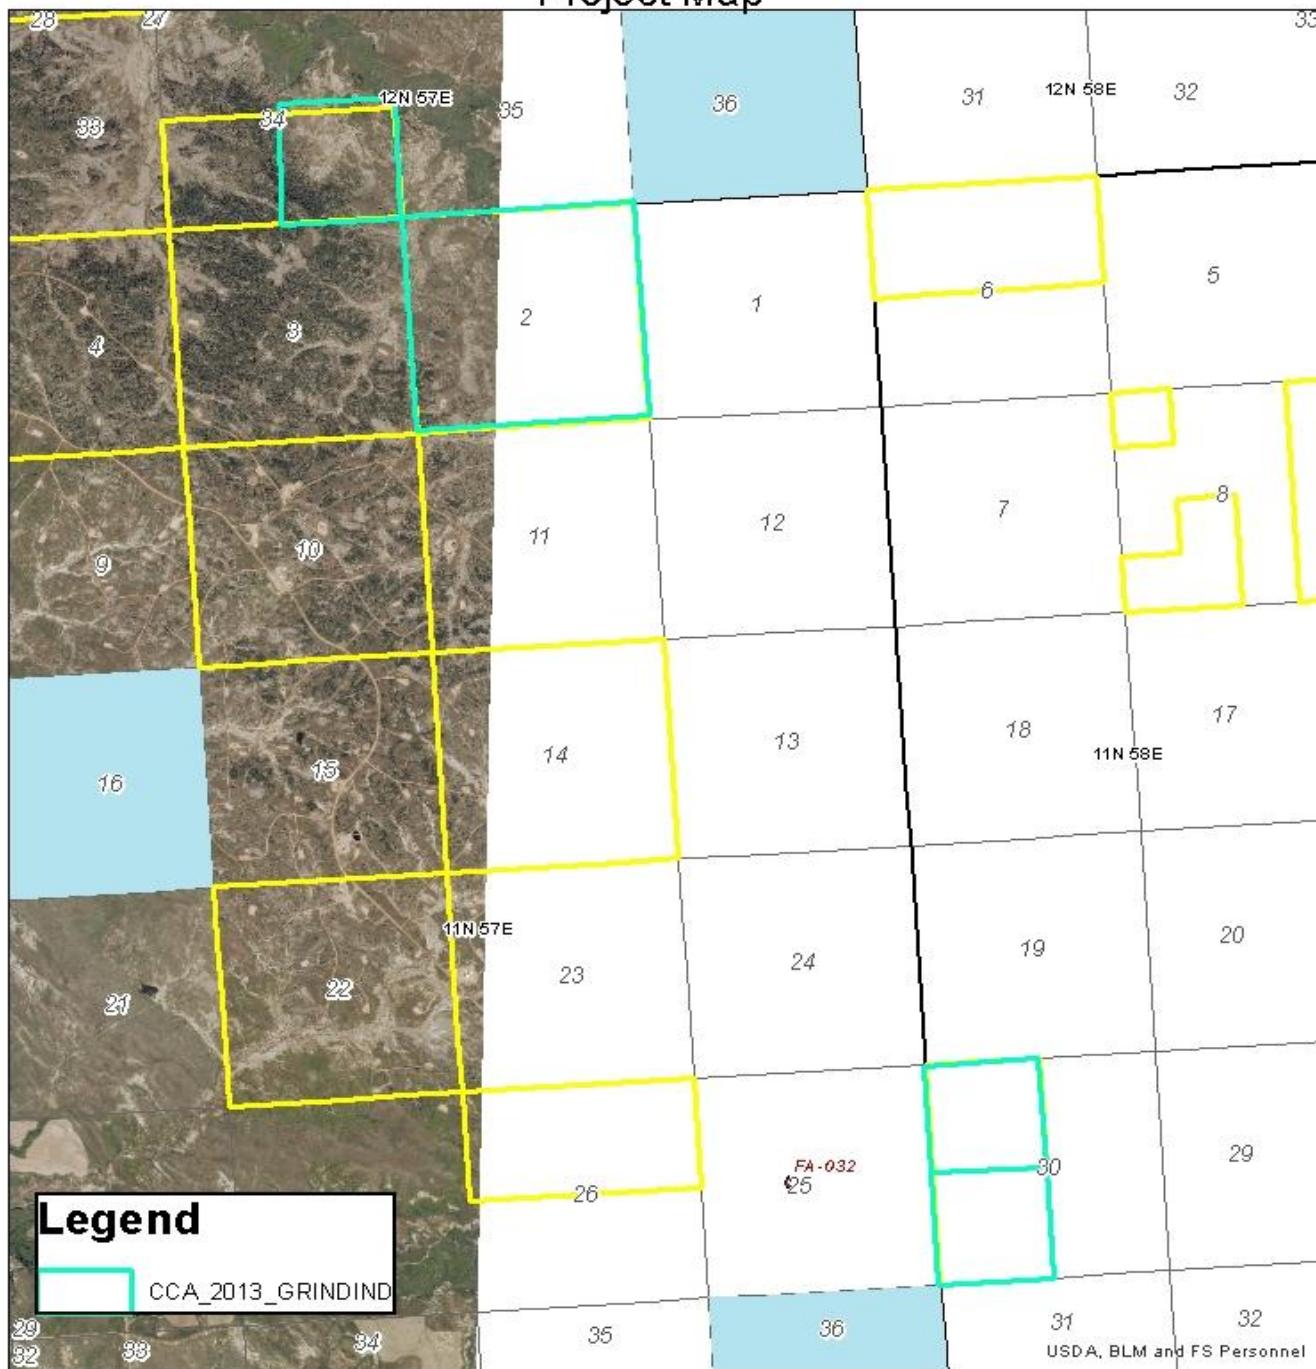 Project Map
28 27 33
12N 57E 35 36 31 12N 58E 32
33 34
4 3 2 1 6 5
9 10 11 12 7 8
16 15 14 13 18 11N 58E 17
21 22 11N 57E 23 24 19 20
26 FA-032 25 30 29
Legend
CCA_2013_GRINDIND
29
32 33 34 35 36 31 32
USDA, BLM and FS Personnel